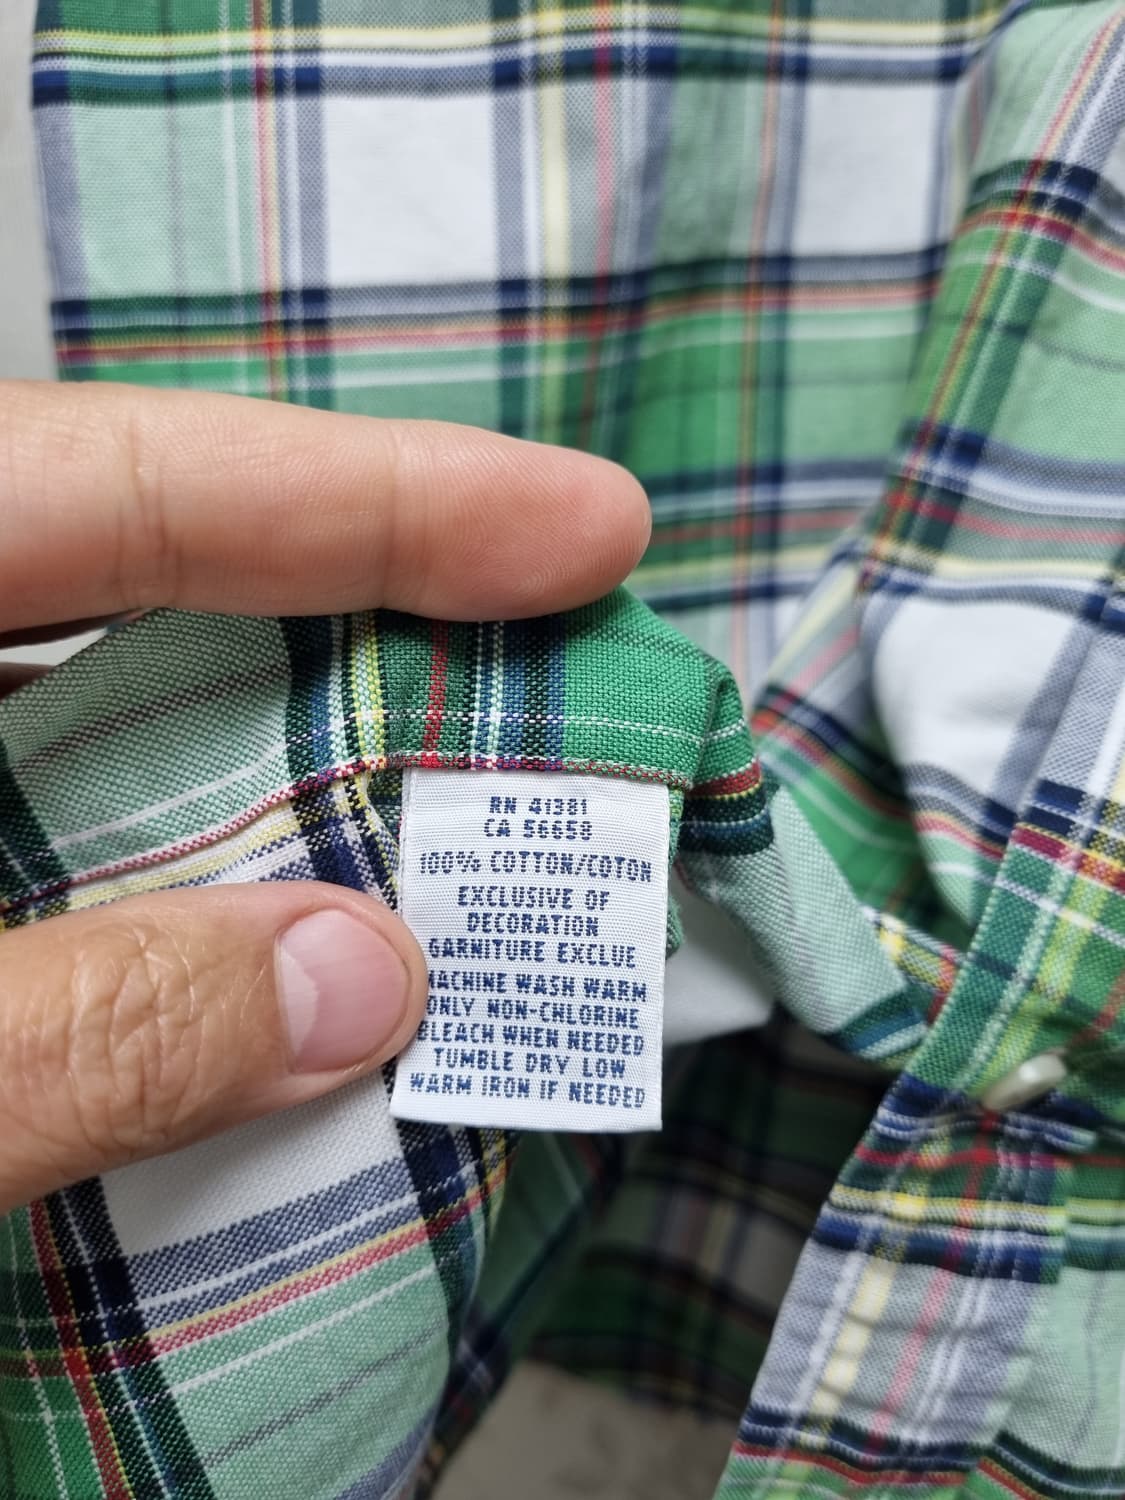 RN 41381
CA 56658
100% COTTON/COTON
EXCLUSIVE OF
DECORATION
GARNITURE EXCLUE
MACHINE WASH WARM
ONLY NON-CHLORINE
BLEACH WHEN NEEDED
TUMBLE DRY LOW
WARM IRON IF NEEDED